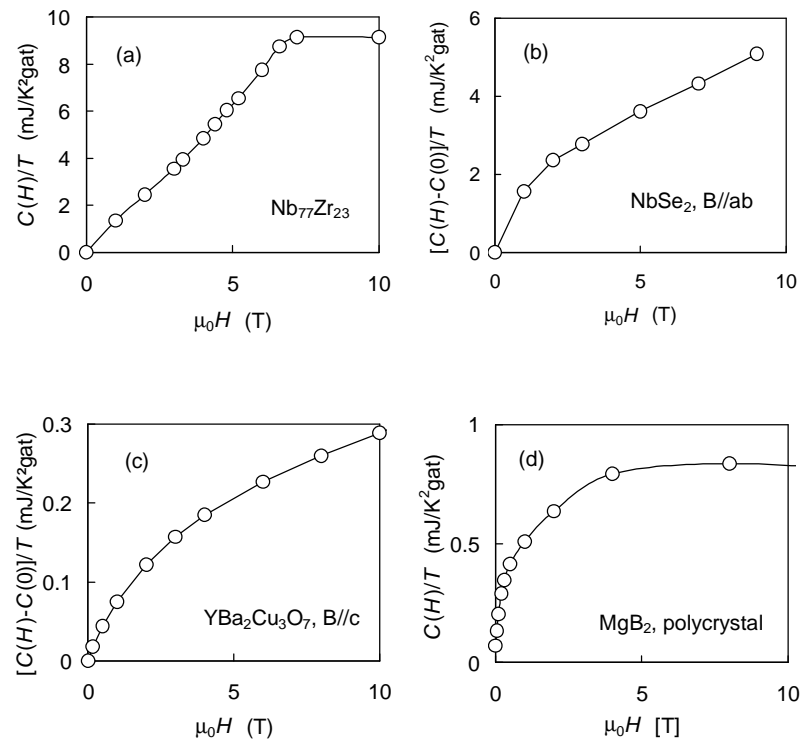 (a)
C(H)/T (mJ/K²gat)
10
8
6
4
2
0
Nb₇₇Zr₂₃
0 5 10
μ₀H (T)
(b)
[C(H)-C(0)]/T (mJ/K²gat)
6
4
2
0
NbSe₂, B//ab
0 5 10
μ₀H (T)
(c)
[C(H)-C(0)]/T (mJ/K²gat)
0.3
0.2
0.1
0
YBa₂Cu₃O₇, B//c
0 5 10
μ₀H (T)
(d)
C(H)/T (mJ/K²gat)
1
0.5
0
MgB₂, polycrystal
0 5 10
μ₀H [T]